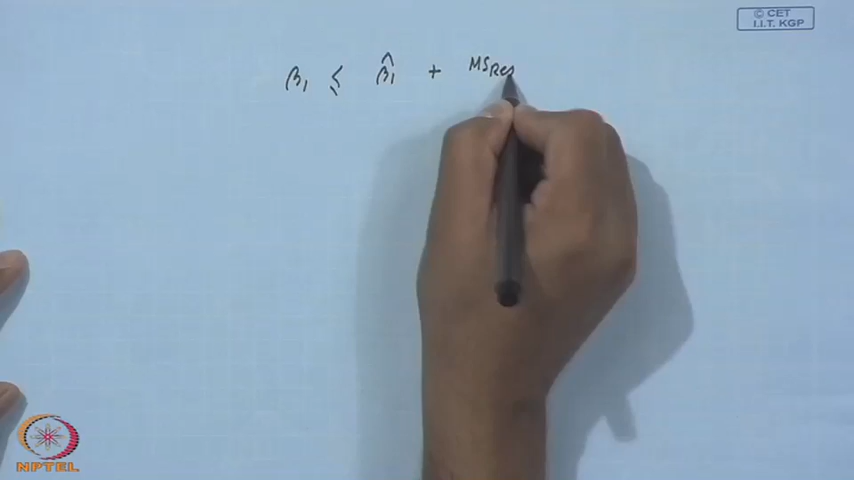 © CET
I.I.T. KGP
β₁ ≤ β̂₁ + MSRes
NPTEL